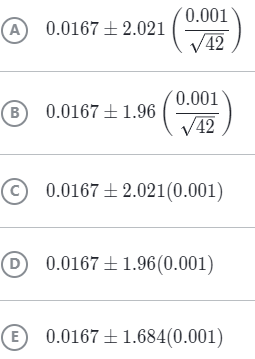 A 0.0167 ± 2.021 (0.001/√42)
B 0.0167 ± 1.96 (0.001/√42)
C 0.0167 ± 2.021(0.001)
D 0.0167 ± 1.96(0.001)
E 0.0167 ± 1.684(0.001)